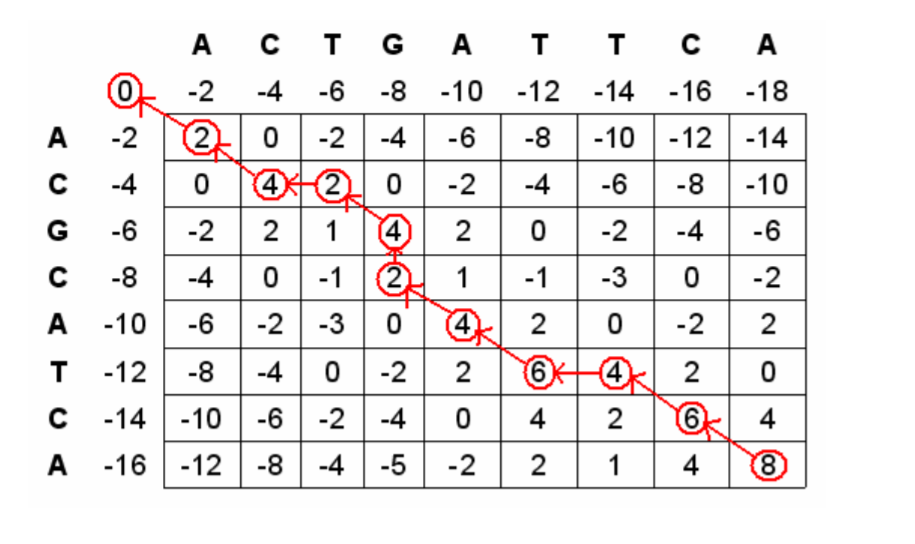 A C T G A T T C A
0 -2 -4 -6 -8 -10 -12 -14 -16 -18
A -2 2 0 -2 -4 -6 -8 -10 -12 -14
C -4 0 4 2 0 -2 -4 -6 -8 -10
G -6 -2 2 1 4 2 0 -2 -4 -6
C -8 -4 0 -1 2 1 -1 -3 0 -2
A -10 -6 -2 -3 0 4 2 0 -2 2
T -12 -8 -4 0 -2 2 6 4 2 0
C -14 -10 -6 -2 -4 0 4 2 6 4
A -16 -12 -8 -4 -5 -2 2 1 4 8